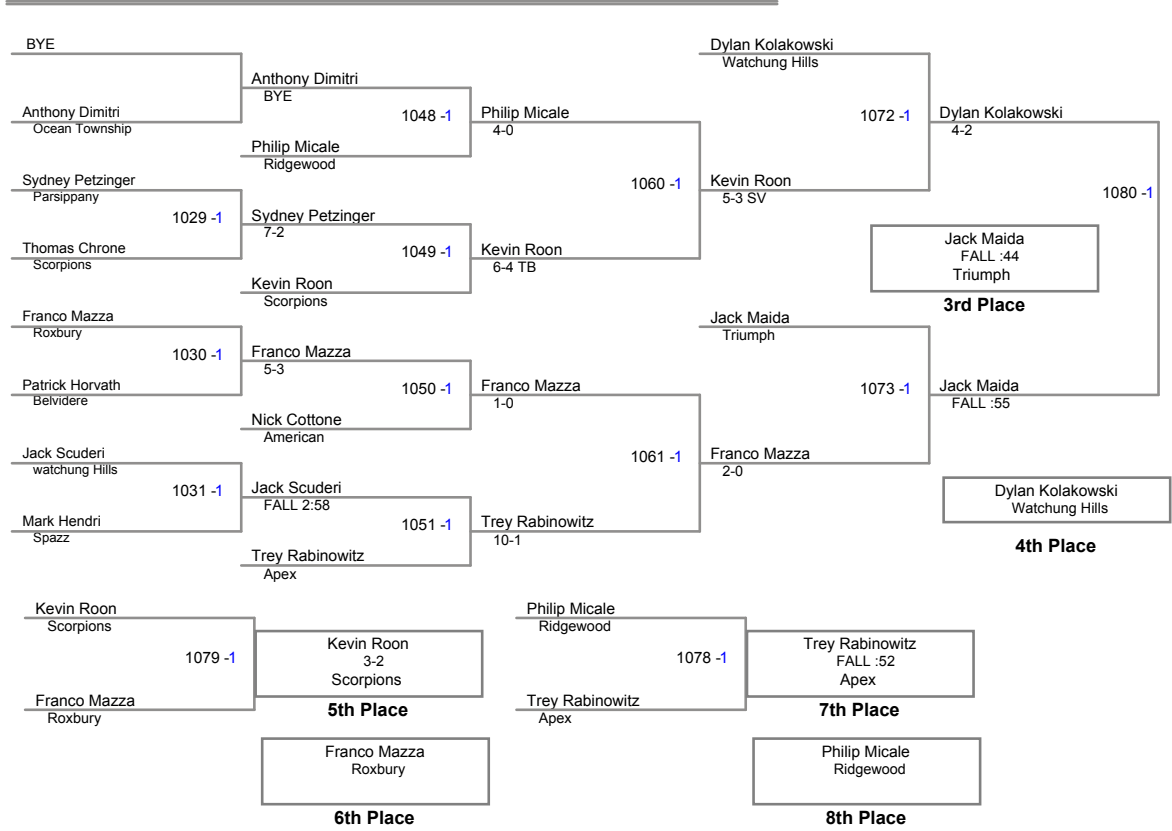 BYE
Anthony Dimitri
Ocean Township
Sydney Petzinger
Parsippany
1029 -1
Thomas Chrone
Scorpions
Franco Mazza
Roxbury
1030 -1
Patrick Horvath
Belvidere
Jack Scuderi
watchung Hills
1031 -1
Mark Hendri
Spazz
Anthony Dimitri
BYE
1048 -1
Philip Micale
Ridgewood
Sydney Petzinger
7-2
1049 -1
Kevin Roon
Scorpions
Franco Mazza
5-3
1050 -1
Nick Cottone
American
Jack Scuderi
FALL 2:58
1051 -1
Trey Rabinowitz
Apex
Philip Micale
4-0
1060 -1
Kevin Roon
6-4 TB
Franco Mazza
1-0
1061 -1
Trey Rabinowitz
10-1
Dylan Kolakowski
Watchung Hills
1072 -1
Kevin Roon
5-3 SV
Jack Maida
Triumph
1073 -1
Franco Mazza
2-0
Dylan Kolakowski
4-2
1080 -1
Jack Maida
FALL :55
Jack Maida
FALL :44
Triumph
3rd Place
Dylan Kolakowski
Watchung Hills
4th Place
Kevin Roon
Scorpions
1079 -1
Franco Mazza
Roxbury
Kevin Roon
3-2
Scorpions
5th Place
Franco Mazza
Roxbury
6th Place
Philip Micale
Ridgewood
1078 -1
Trey Rabinowitz
Apex
Trey Rabinowitz
FALL :52
Apex
7th Place
Philip Micale
Ridgewood
8th Place